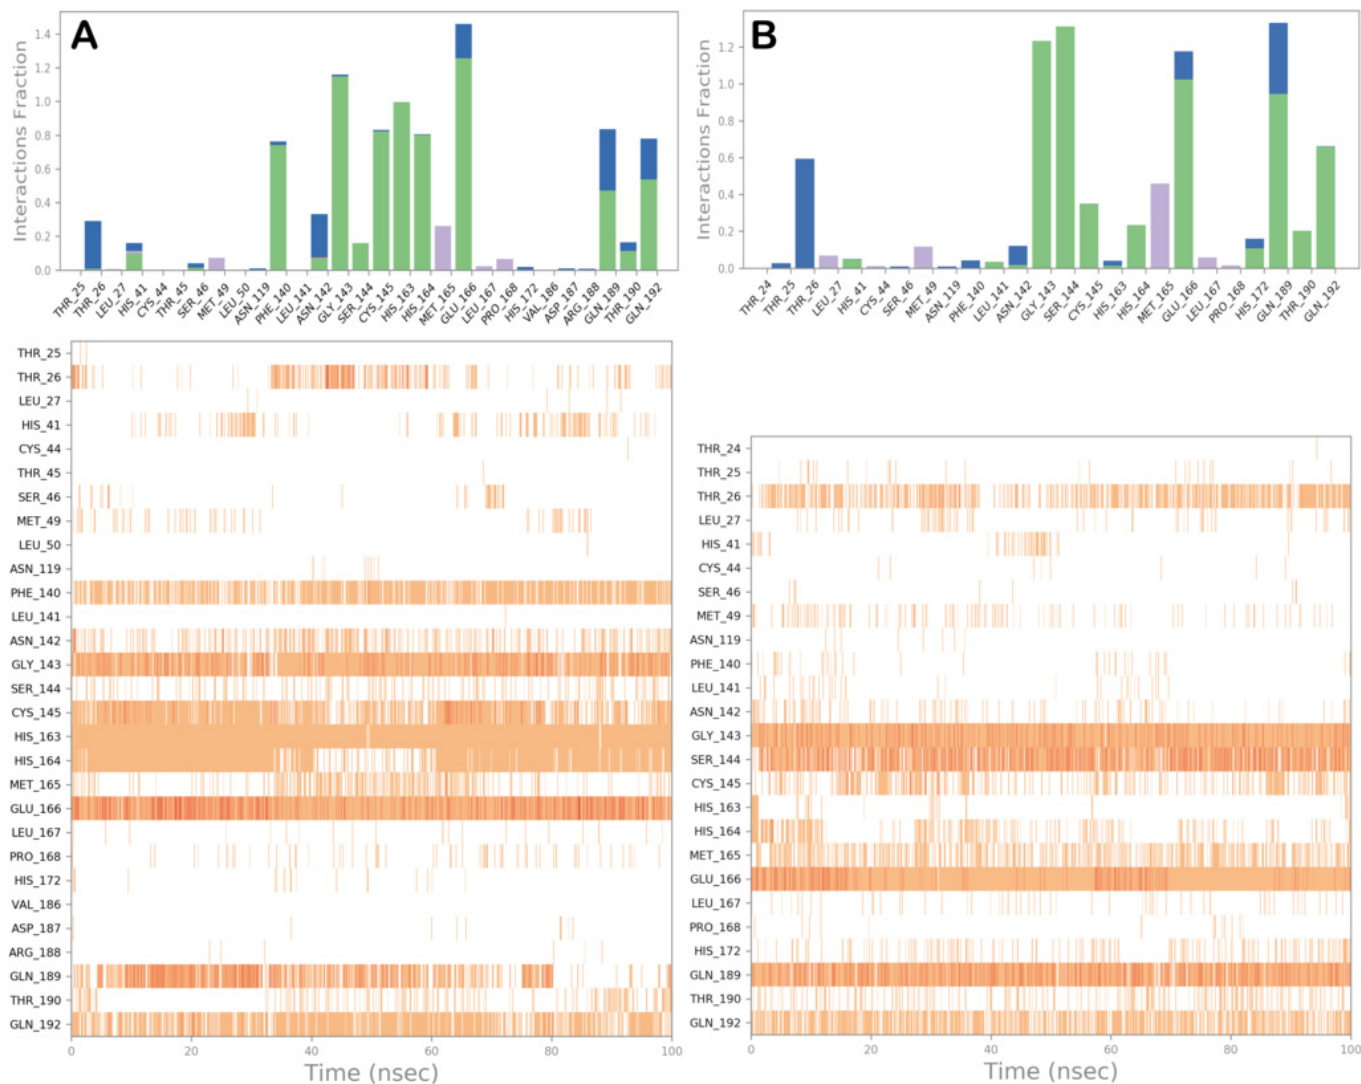 A
Interactions Fraction
1.4
1.2
1.0
0.8
0.6
0.4
0.2
0.0
THR_25
THR_26
LEU_27
HIS_41
CYS_44
THR_45
SER_46
MET_49
LEU_50
ASN_119
PHE_140
LEU_141
ASN_142
GLY_143
SER_144
CYS_145
HIS_163
HIS_164
MET_165
GLU_166
LEU_167
PRO_168
HIS_172
VAL_186
ASP_187
ARG_188
GLN_189
THR_190
GLN_192
B
Interactions Fraction
1.2
1.0
0.8
0.6
0.4
0.2
0.0
THR_24
THR_25
THR_26
LEU_27
HIS_41
CYS_44
SER_46
MET_49
ASN_119
PHE_140
LEU_141
ASN_142
GLY_143
SER_144
CYS_145
HIS_163
HIS_164
MET_165
GLU_166
LEU_167
PRO_168
HIS_172
GLN_189
THR_190
GLN_192
THR_25
THR_26
LEU_27
HIS_41
CYS_44
THR_45
SER_46
MET_49
LEU_50
ASN_119
PHE_140
LEU_141
ASN_142
GLY_143
SER_144
CYS_145
HIS_163
HIS_164
MET_165
GLU_166
LEU_167
PRO_168
HIS_172
VAL_186
ASP_187
ARG_188
GLN_189
THR_190
GLN_192
0 20 40 60 80 100
Time (nsec)
THR_24
THR_25
THR_26
LEU_27
HIS_41
CYS_44
SER_46
MET_49
ASN_119
PHE_140
LEU_141
ASN_142
GLY_143
SER_144
CYS_145
HIS_163
HIS_164
MET_165
GLU_166
LEU_167
PRO_168
HIS_172
GLN_189
THR_190
GLN_192
0 20 40 60 80 100
Time (nsec)